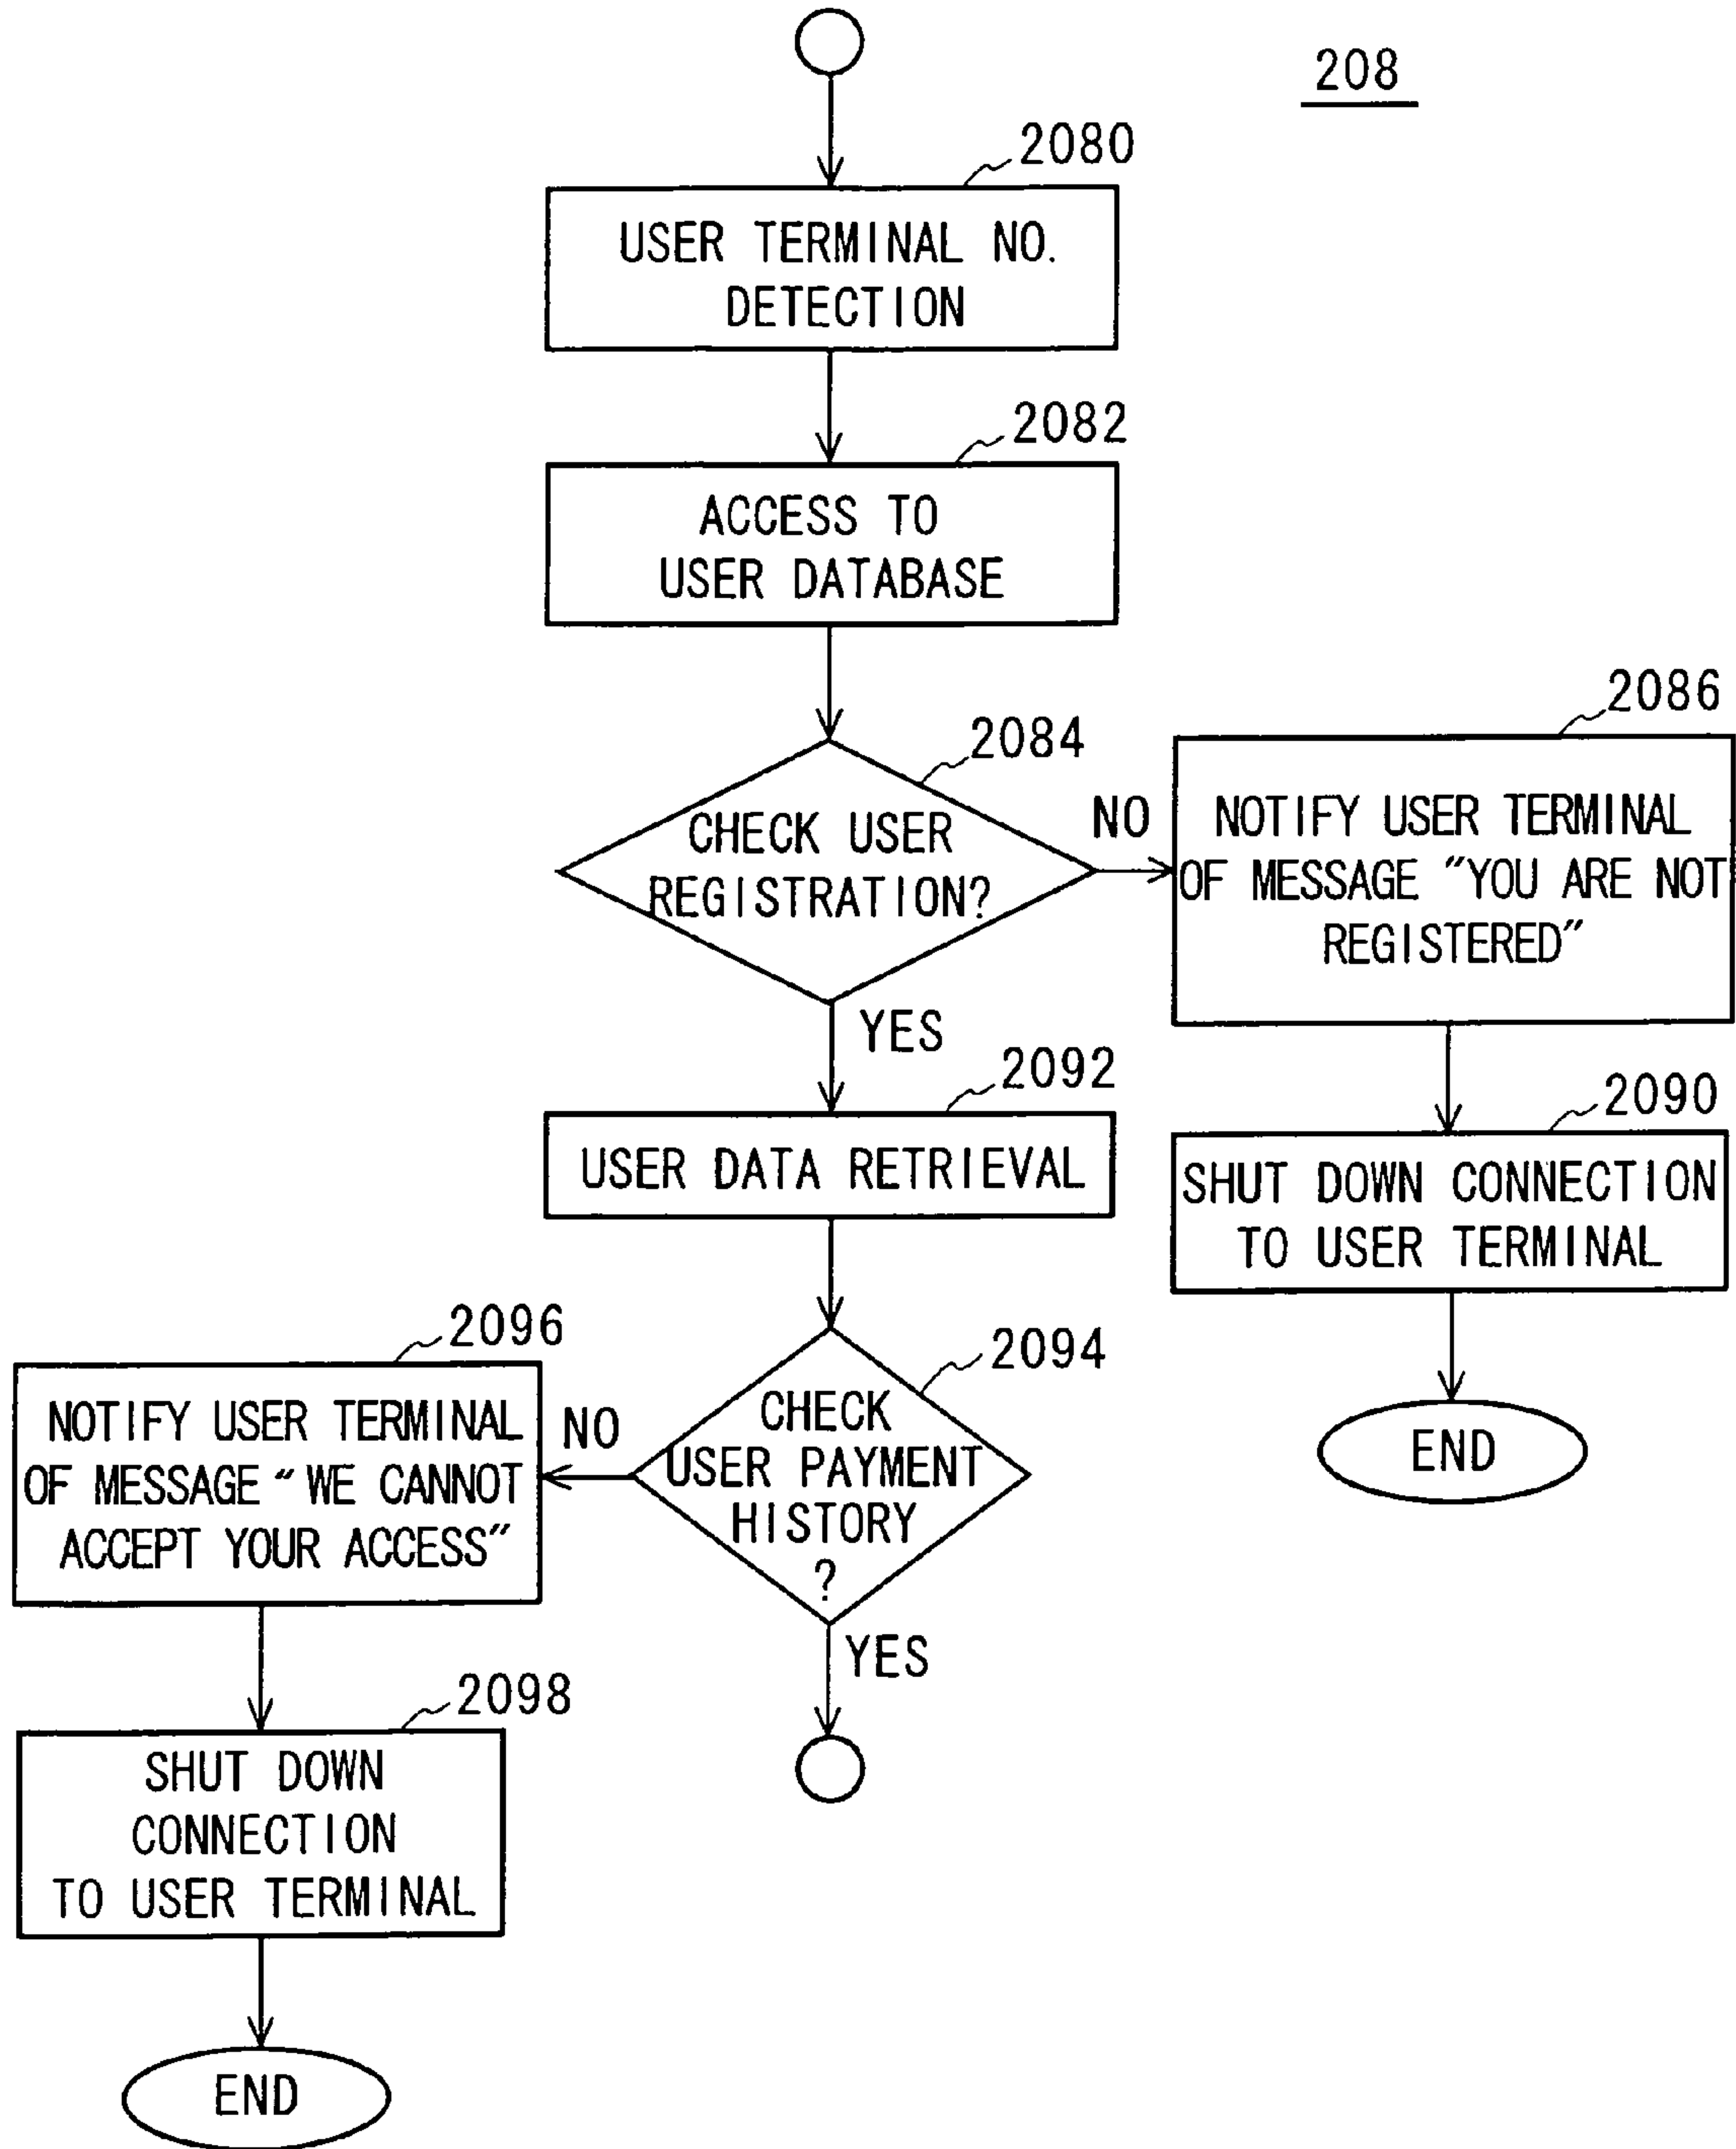 208
2080
USER TERMINAL NO.
DETECTION
2082
ACCESS TO
USER DATABASE
2084
CHECK USER
REGISTRATION?
NO
2086
NOTIFY USER TERMINAL
OF MESSAGE "YOU ARE NOT
REGISTERED"
YES
2090
SHUT DOWN CONNECTION
TO USER TERMINAL
END
2092
USER DATA RETRIEVAL
2094
CHECK
USER PAYMENT
HISTORY
?
NO
2096
NOTIFY USER TERMINAL
OF MESSAGE "WE CANNOT
ACCEPT YOUR ACCESS"
YES
2098
SHUT DOWN
CONNECTION
TO USER TERMINAL
END